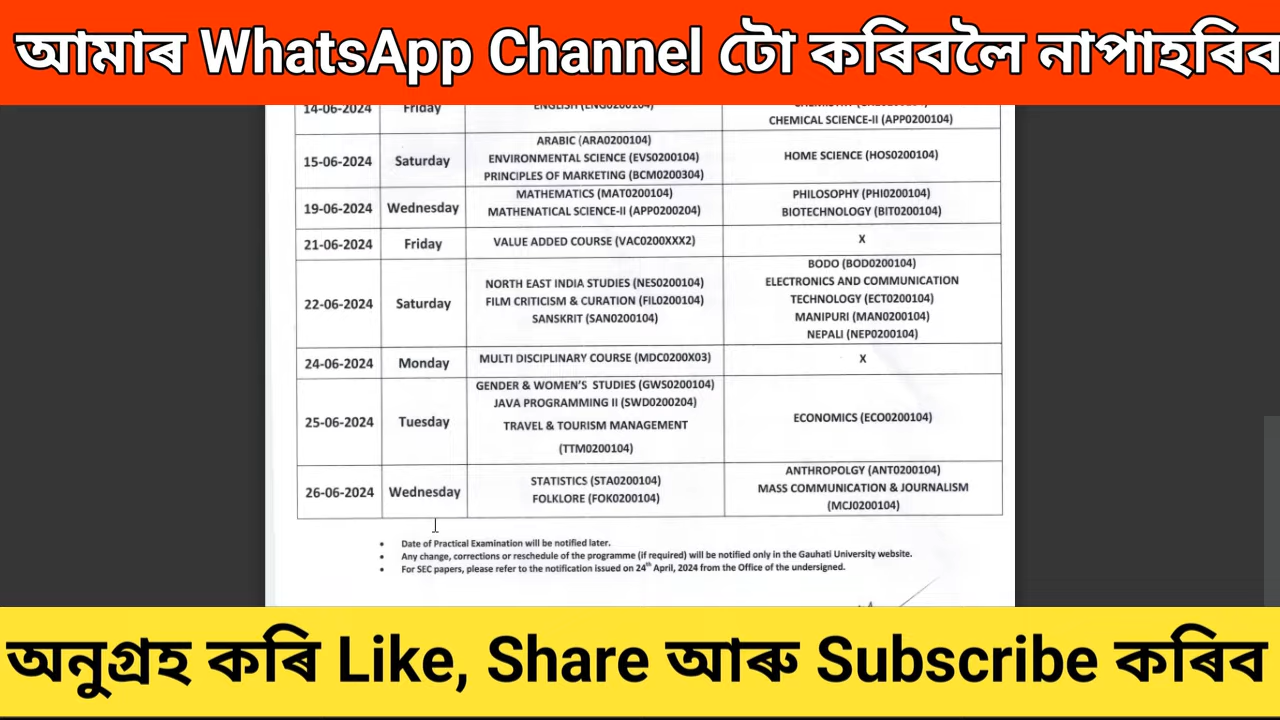 আমাৰ WhatsApp Channel টো কৰিবলৈ নাপাহৰিব
14-06-2024 Friday ENGLISH (ENG0200104)
CHEMICAL SCIENCE-II (APP0200104)
15-06-2024 Saturday
ARABIC (ARA0200104)
ENVIRONMENTAL SCIENCE (EVS0200104)
PRINCIPLES OF MARKETING (BCM0200304)
HOME SCIENCE (HOS0200104)
19-06-2024 Wednesday
MATHEMATICS (MAT0200104)
MATHENATICAL SCIENCE-II (APP0200204)
PHILOSOPHY (PHI0200104)
BIOTECHNOLOGY (BIT0200104)
21-06-2024 Friday VALUE ADDED COURSE (VAC0200XXX2) X
22-06-2024 Saturday
NORTH EAST INDIA STUDIES (NES0200104)
FILM CRITICISM & CURATION (FIL0200104)
SANSKRIT (SAN0200104)
BODO (BOD0200104)
ELECTRONICS AND COMMUNICATION
TECHNOLOGY (ECT0200104)
MANIPURI (MAN0200104)
NEPALI (NEP0200104)
24-06-2024 Monday MULTI DISCIPLINARY COURSE (MDC0200X03) X
25-06-2024 Tuesday
GENDER & WOMEN'S STUDIES (GWS0200104)
JAVA PROGRAMMING II (SWD0200204)
TRAVEL & TOURISM MANAGEMENT
(TTM0200104)
ECONOMICS (ECO0200104)
26-06-2024 Wednesday
STATISTICS (STA0200104)
FOLKLORE (FOK0200104)
ANTHROPOLGY (ANT0200104)
MASS COMMUNICATION & JOURNALISM
(MCJ0200104)
• Date of Practical Examination will be notified later.
• Any change, corrections or reschedule of the programme (if required) will be notified only in the Gauhati University website.
• For SEC papers, please refer to the notification issued on 24th April, 2024 from the Office of the undersigned.
অনুগ্ৰহ কৰি Like, Share আৰু Subscribe কৰিব